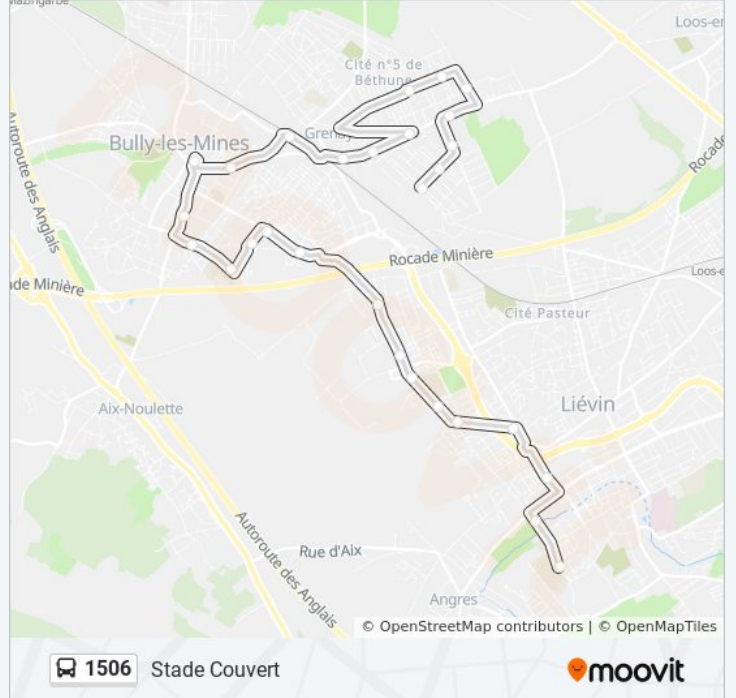 Mazingarbe
Loos-en
Cité n°5 de
Béthune
Grenay
Bully-les-Mines
Autoroute des Anglais
Rocade
Rocade Minière
de Minière
Loos-e
Cité Pasteur
Aix-Noulette
Liévin
Autoroute des Anglais
Rue d'Aix
Angres
© OpenStreetMap contributors | © OpenMapTiles
1506 Stade Couvert
moovit